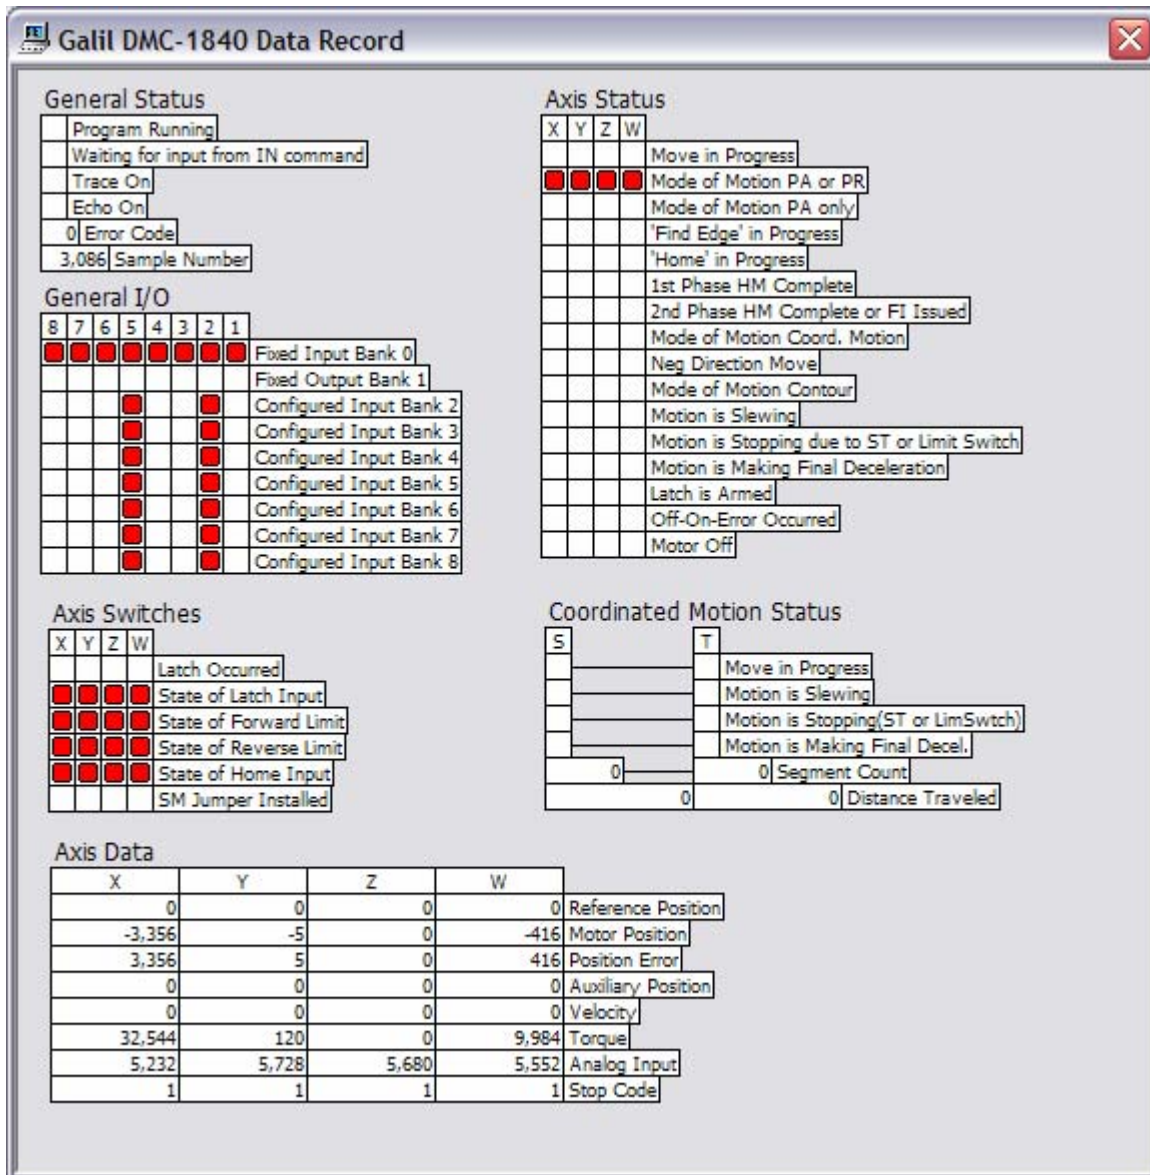 Galil DMC-1840 Data Record
General Status
Program Running
Waiting for input from IN command
Trace On
Echo On
0 Error Code
3,086 Sample Number
General I/O
8 7 6 5 4 3 2 1
Fixed Input Bank 0
Fixed Output Bank 1
Configured Input Bank 2
Configured Input Bank 3
Configured Input Bank 4
Configured Input Bank 5
Configured Input Bank 6
Configured Input Bank 7
Configured Input Bank 8
Axis Switches
X Y Z W
Latch Occurred
State of Latch Input
State of Forward Limit
State of Reverse Limit
State of Home Input
SM Jumper Installed
Axis Status
X Y Z W
Move in Progress
Mode of Motion PA or PR
Mode of Motion PA only
'Find Edge' in Progress
'Home' in Progress
1st Phase HM Complete
2nd Phase HM Complete or FI Issued
Mode of Motion Coord. Motion
Neg Direction Move
Mode of Motion Contour
Motion is Slewing
Motion is Stopping due to ST or Limit Switch
Motion is Making Final Deceleration
Latch is Armed
Off-On-Error Occurred
Motor Off
Coordinated Motion Status
S T
Move in Progress
Motion is Slewing
Motion is Stopping(ST or LimSwtch)
Motion is Making Final Decel.
0 0 Segment Count
0 0 Distance Traveled
Axis Data
X Y Z W
0 0 0 0 Reference Position
-3,356 -5 0 -416 Motor Position
3,356 5 0 416 Position Error
0 0 0 0 Auxiliary Position
0 0 0 0 Velocity
32,544 120 0 9,984 Torque
5,232 5,728 5,680 5,552 Analog Input
1 1 1 1 Stop Code